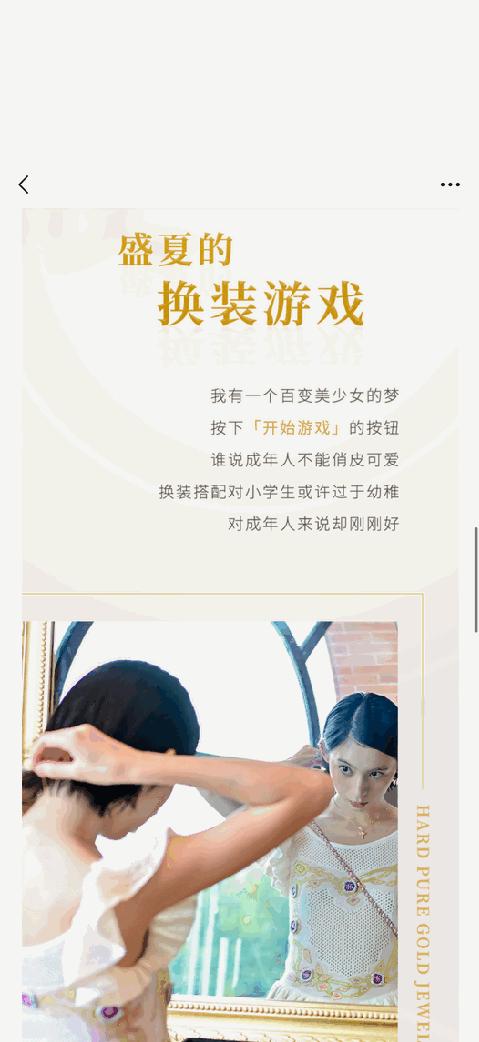 盛夏的
换装游戏
我有一个百变美少女的梦
按下「开始游戏」的按钮
谁说成年人不能俏皮可爱
换装搭配对小学生或许过于幼稚
对成年人来说却刚刚好
HARD PURE GOLD